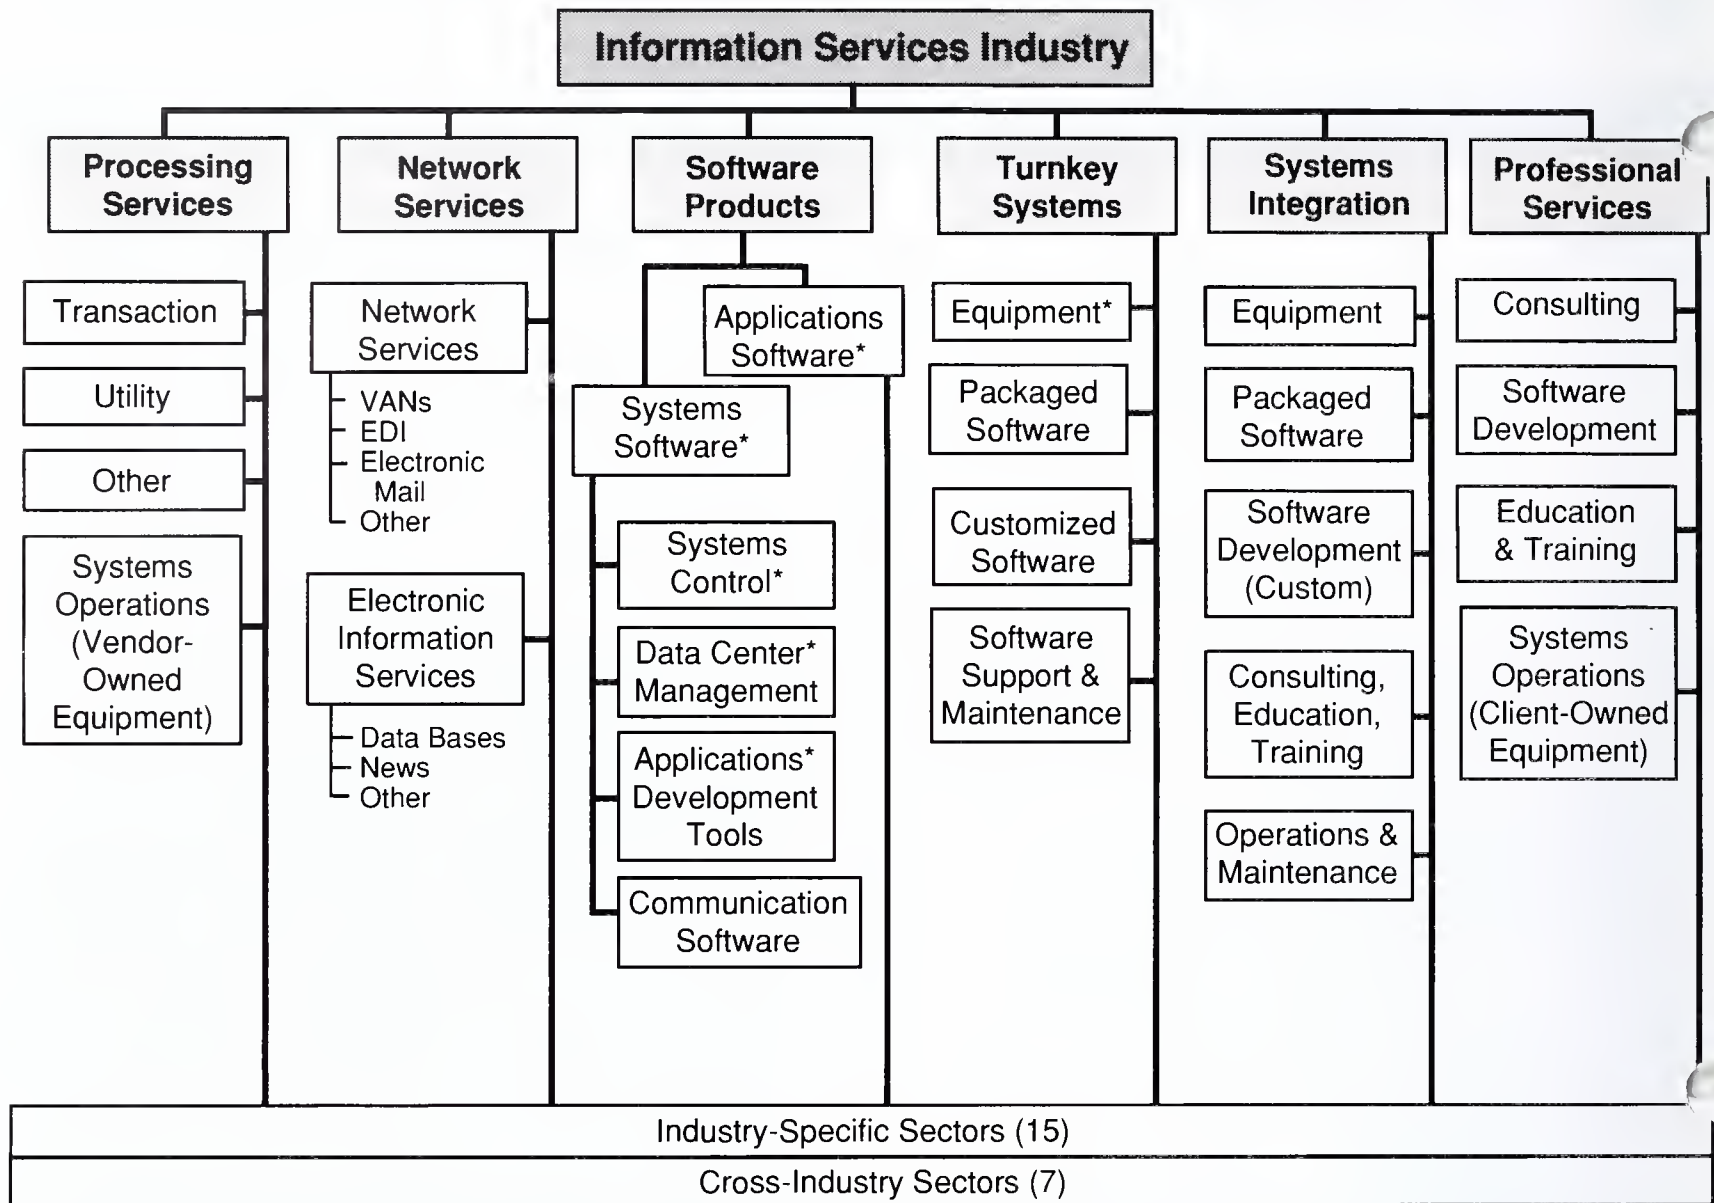 Information Services Industry
Processing
Services
Network
Services
Software
Products
Turnkey
Systems
Systems
Integration
Professional
Services
Transaction
Utility
Other
Systems
Operations
(Vendor-
Owned
Equipment)
Network
Services
VANs
EDI
Electronic
Mail
Other
Electronic
Information
Services
Data Bases
News
Other
Applications
Software*
Systems
Software*
Systems
Control*
Data Center*
Management
Applications*
Development
Tools
Communication
Software
Equipment*
Packaged
Software
Customized
Software
Software
Support &
Maintenance
Equipment
Packaged
Software
Software
Development
(Custom)
Consulting,
Education,
Training
Operations &
Maintenance
Consulting
Software
Development
Education
& Training
Systems
Operations
(Client-Owned
Equipment)
Industry-Specific Sectors (15)
Cross-Industry Sectors (7)